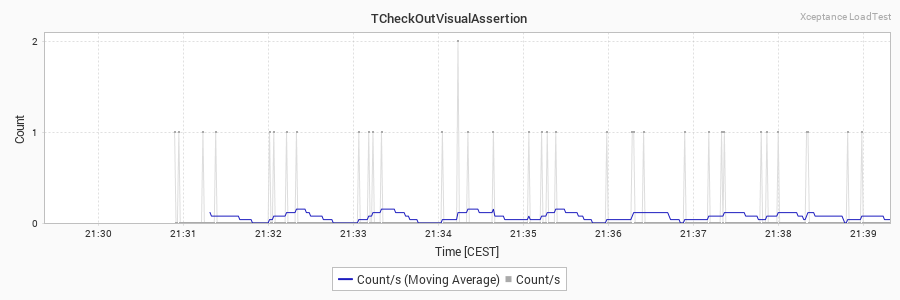 TCheckOutVisualAssertion
Xceptance LoadTest
Count
2
1
0
21:30 21:31 21:32 21:33 21:34 21:35 21:36 21:37 21:38 21:39
Time [CEST]
Count/s (Moving Average) Count/s